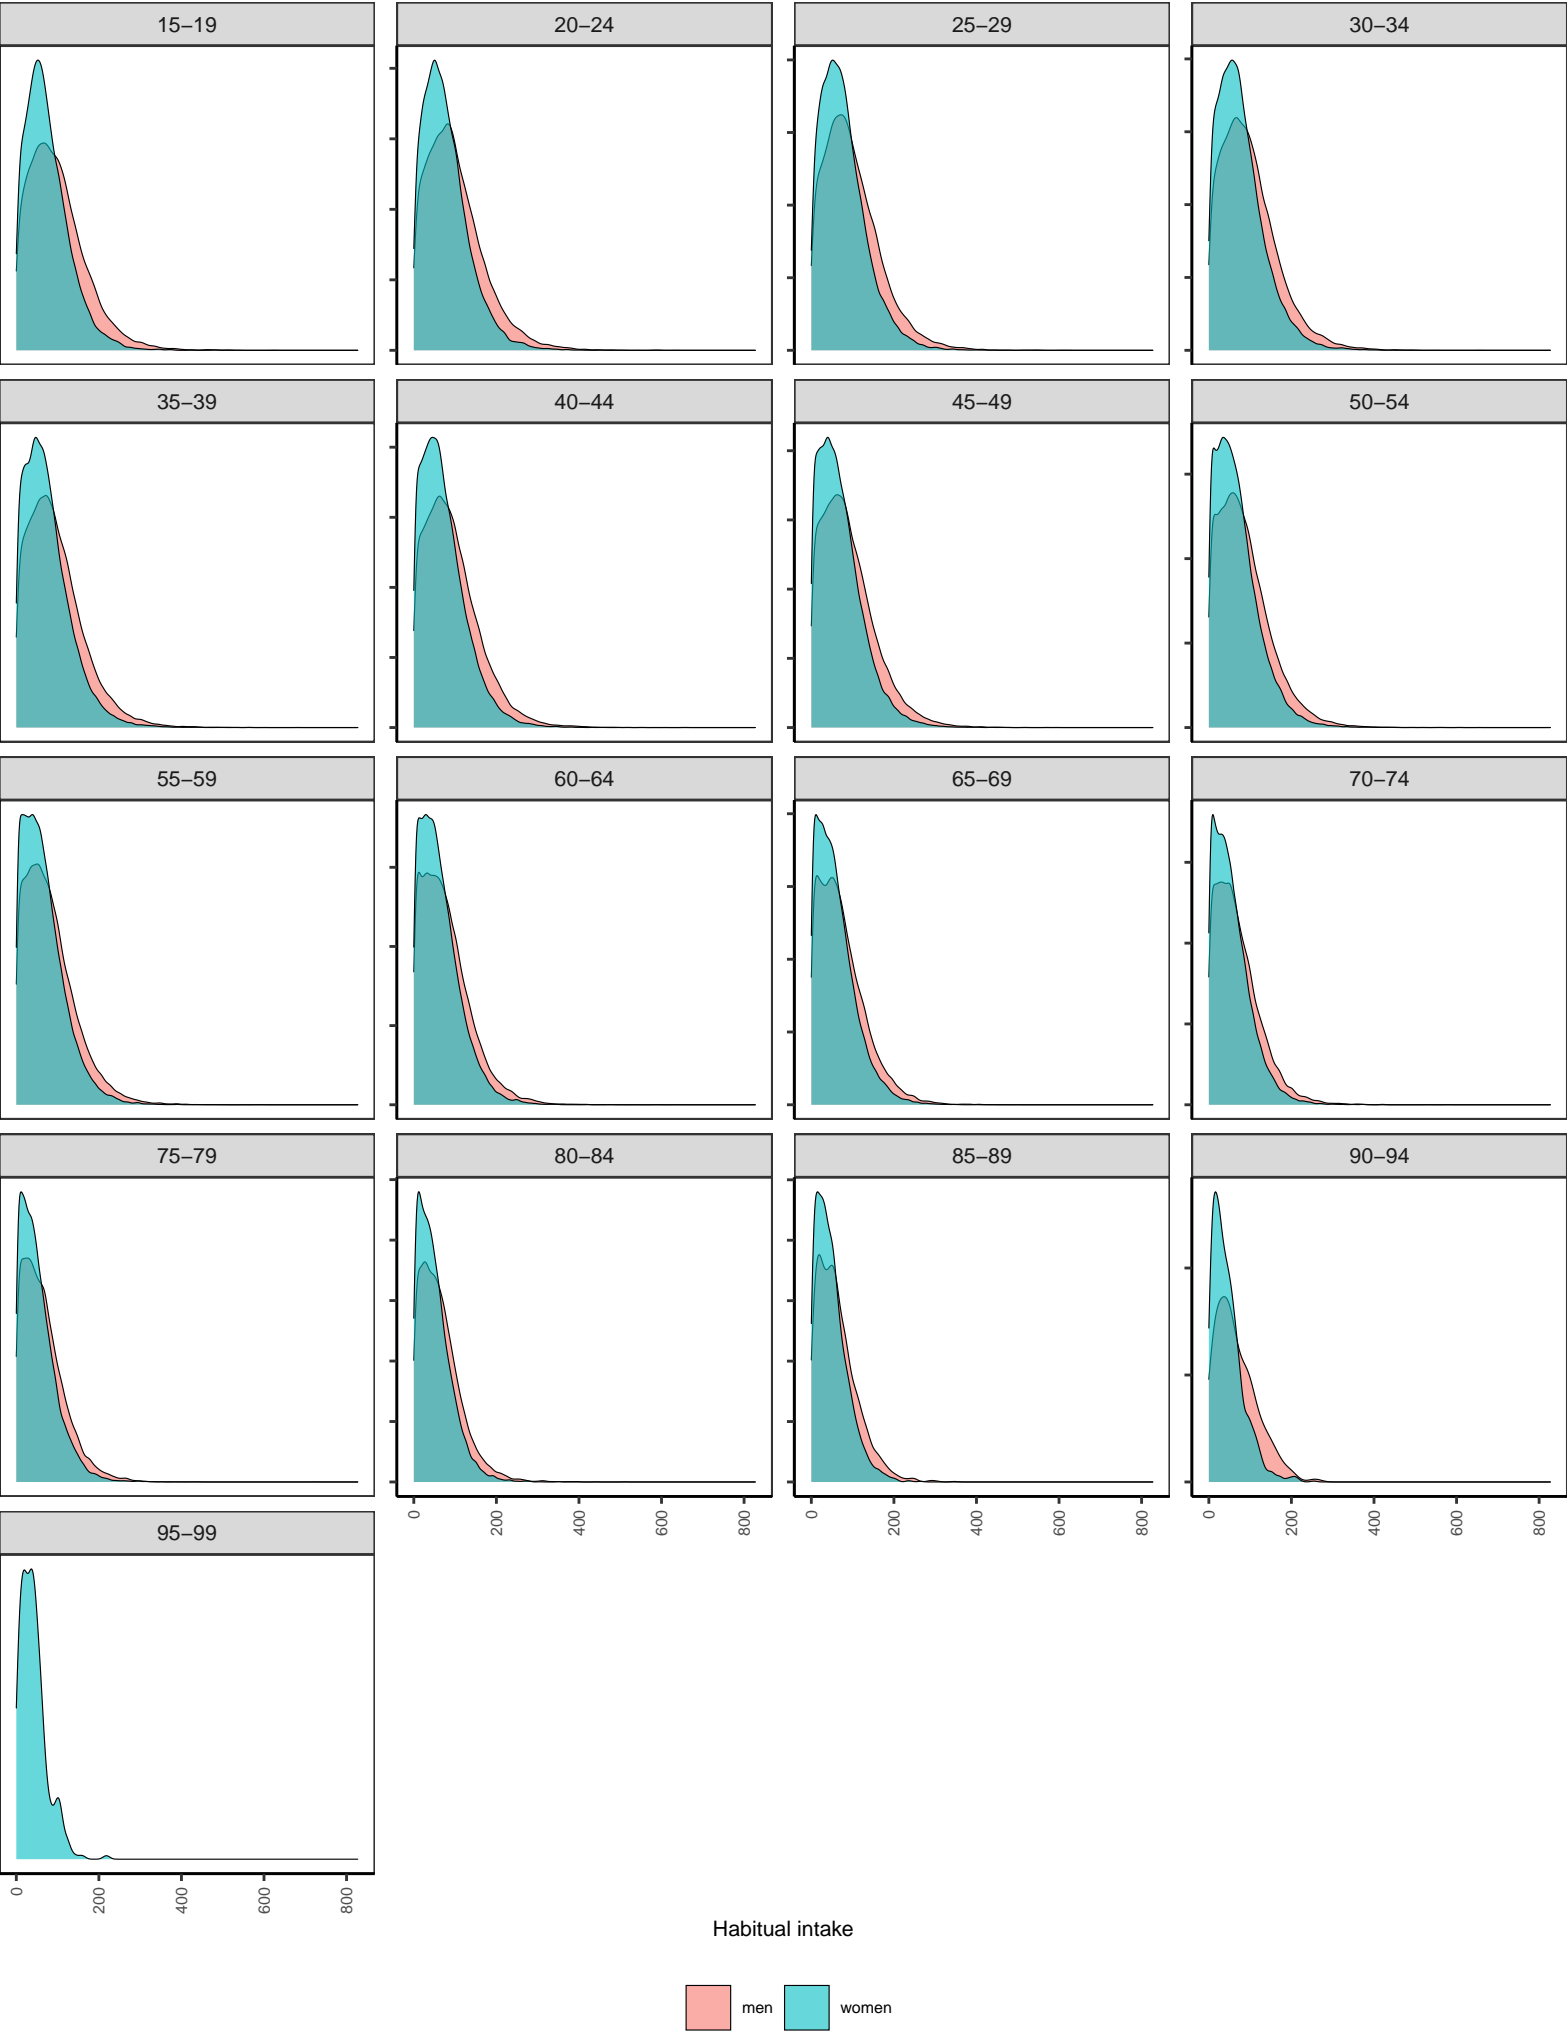 15−19 20−24 25−29 30−34
35−39 40−44 45−49 50−54
55−59 60−64 65−69 70−74
75−79 80−84 85−89 90−94
0 200 400 600 800 0 200 400 600 800 0 200 400 600 800
95−99
0 200 400 600 800
Habitual intake
men women